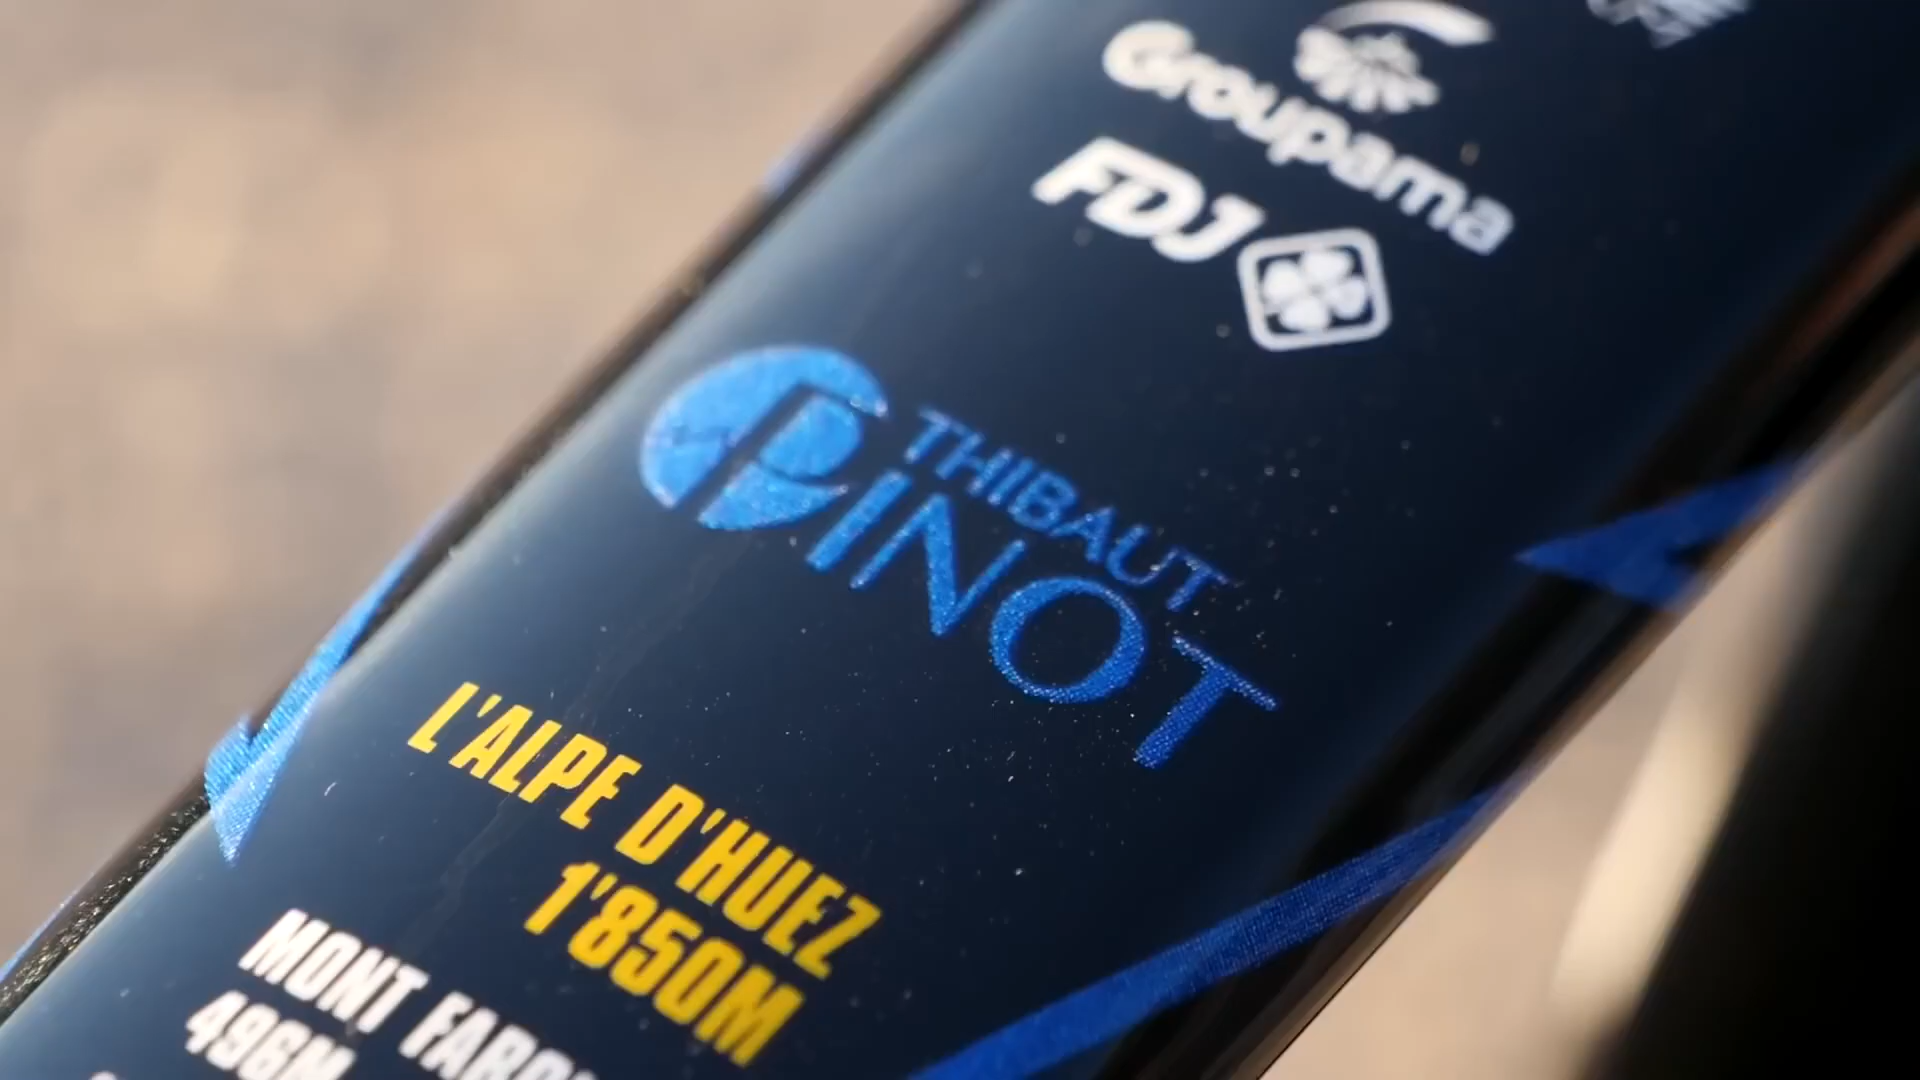 Groupama
FDJ
THIBAUT
PINOT
L'ALPE D'HUEZ
1'850M
MONT
496M